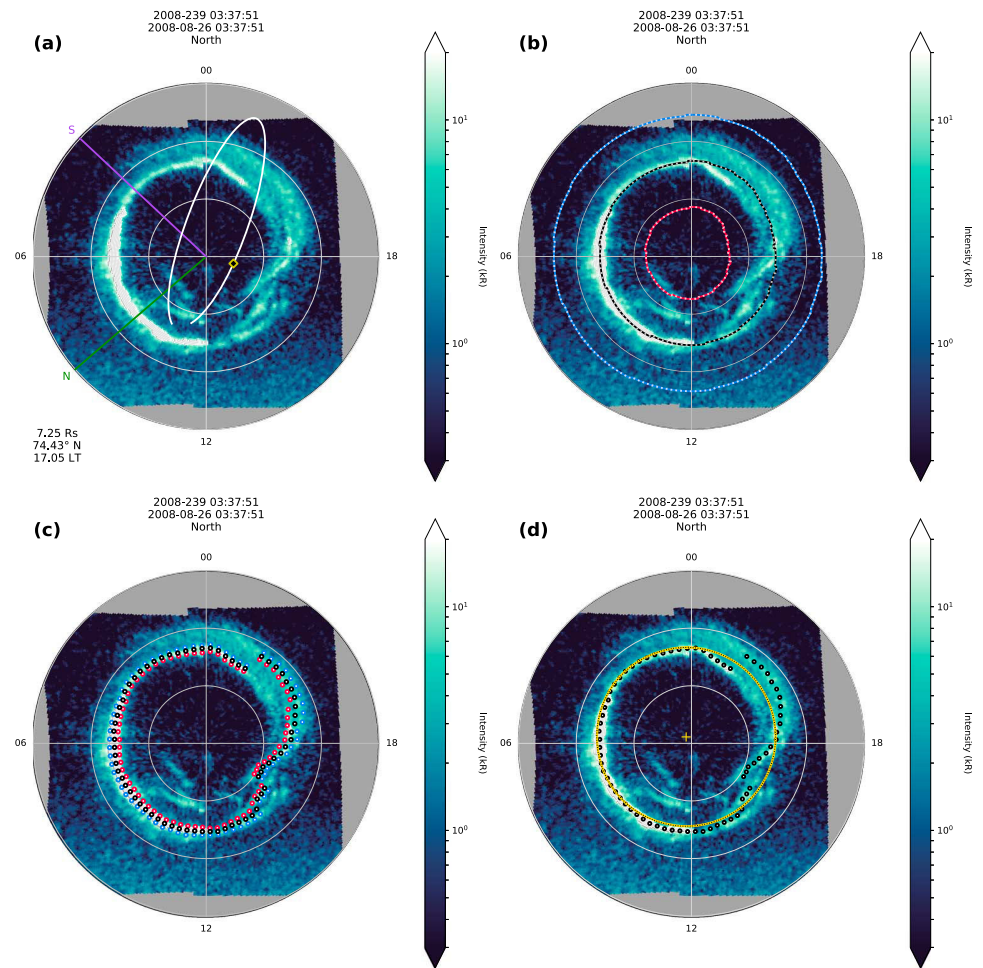 2008-239 03:37:51
2008-08-26 03:37:51
North
(a)
00
S
06
18
N
12
7.25 Rs
74.43° N
17.05 LT
10¹
10⁰
Intensity (kR)
2008-239 03:37:51
2008-08-26 03:37:51
North
(b)
00
06
18
12
10¹
10⁰
Intensity (kR)
2008-239 03:37:51
2008-08-26 03:37:51
North
(c)
00
06
18
12
10¹
10⁰
Intensity (kR)
2008-239 03:37:51
2008-08-26 03:37:51
North
(d)
00
06
18
12
10¹
10⁰
Intensity (kR)